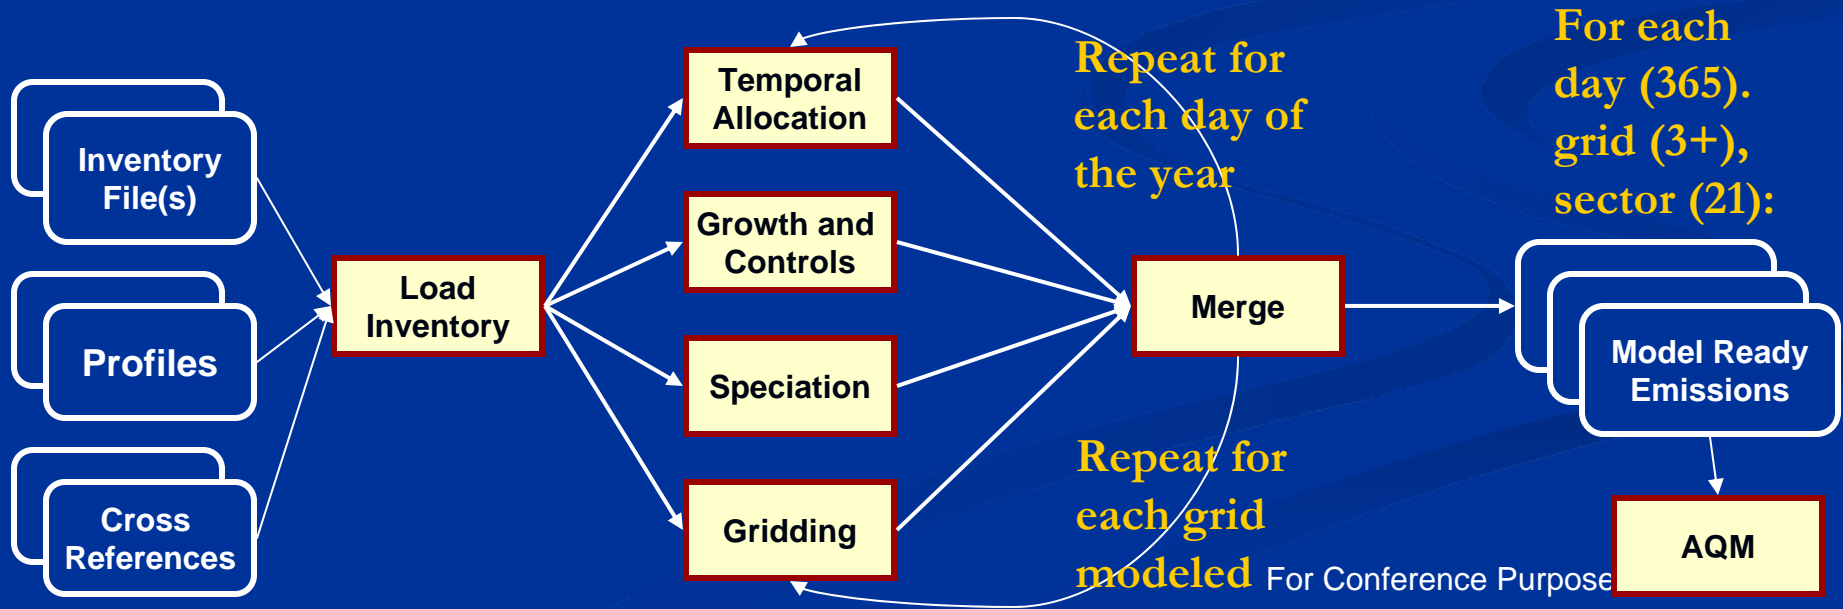 Inventory
File(s)
Profiles
Cross
References
Load
Inventory
Temporal
Allocation
Growth and
Controls
Speciation
Gridding
Repeat for
each day of
the year
Repeat for
each grid
modeled
Merge
For each
day (365).
grid (3+),
sector (21):
Model Ready
Emissions
AQM
For Conference Purpose